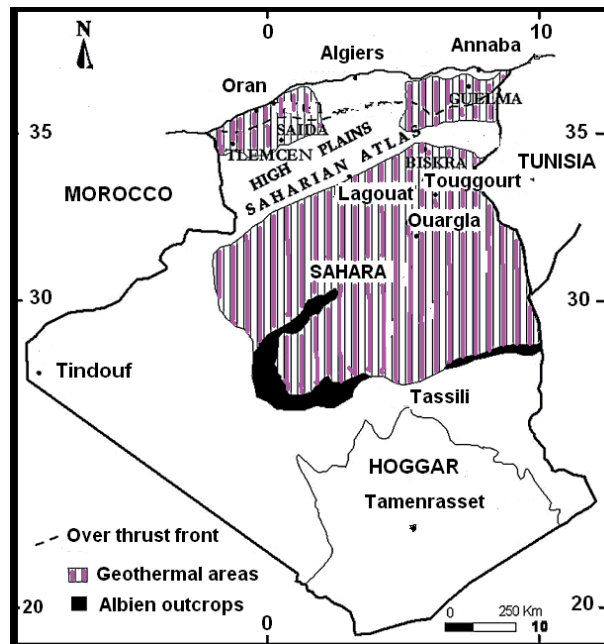 0
10
N
Algiers
Annaba
Oran
GUELMA
35
35
SAIDA
TLEMCEN
HIGH PLAINS
SAHARIAN ATLAS
BISKRA
TUNISIA
MOROCCO
Lagouat
Touggourt
Ouargla
SAHARA
30
30
Tindouf
Tassili
HOGGAR
Tamenrasset
Over thrust front
Geothermal areas
Albien outcrops
0 250 Km
20
20
0
10